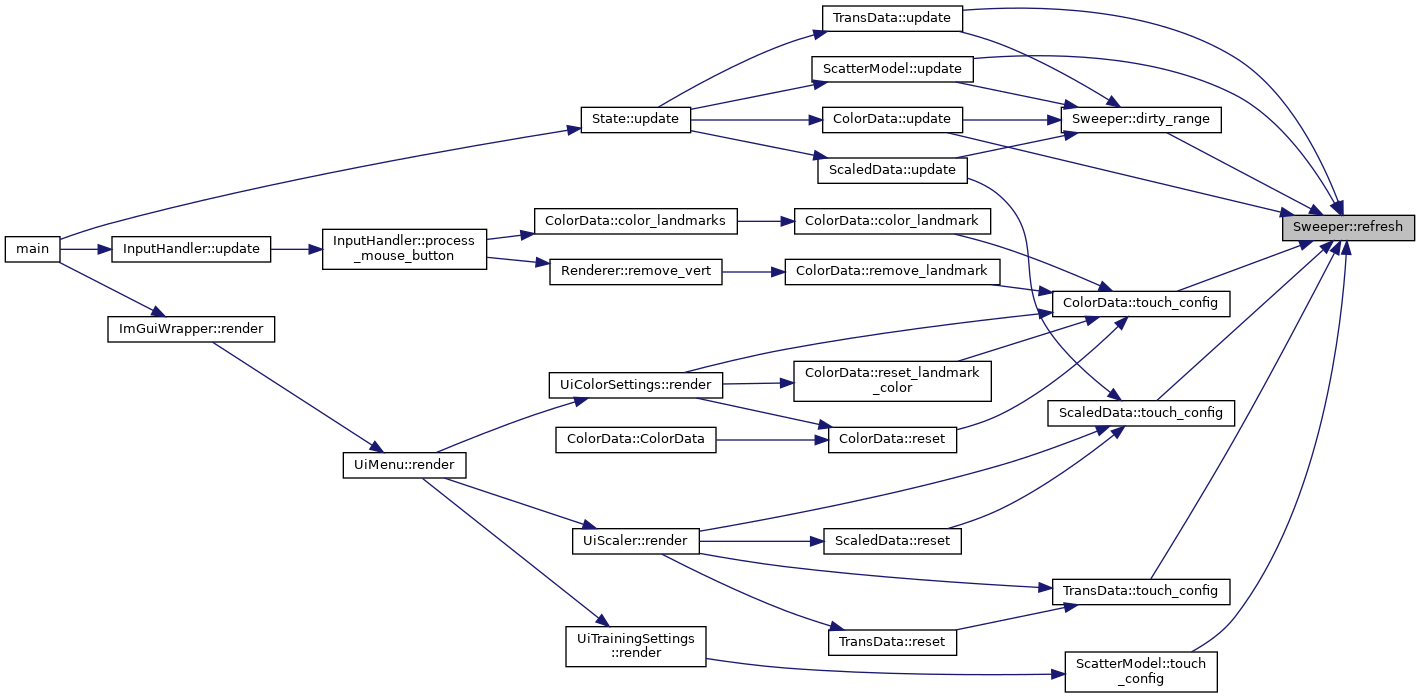 TransData::update
ScatterModel::update
State::update
ColorData::update
Sweeper::dirty_range
ScaledData::update
Sweeper::refresh
main
InputHandler::update
InputHandler::process
_mouse_button
ColorData::color_landmarks
ColorData::color_landmark
Renderer::remove_vert
ColorData::remove_landmark
ColorData::touch_config
ImGuiWrapper::render
UiColorSettings::render
ColorData::reset_landmark
_color
ScaledData::touch_config
ColorData::ColorData
ColorData::reset
UiMenu::render
UiScaler::render
ScaledData::reset
TransData::touch_config
UiTrainingSettings
::render
TransData::reset
ScatterModel::touch
_config